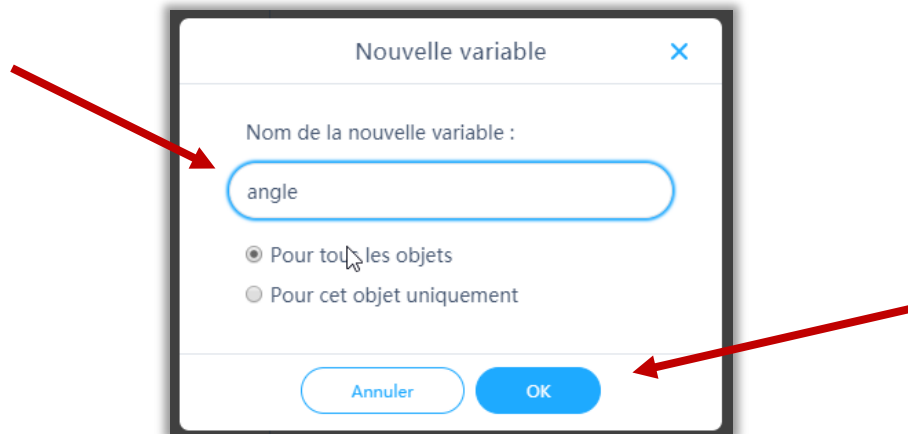 Nouvelle variable
Nom de la nouvelle variable :
angle
Pour tous les objets
Pour cet objet uniquement
Annuler OK